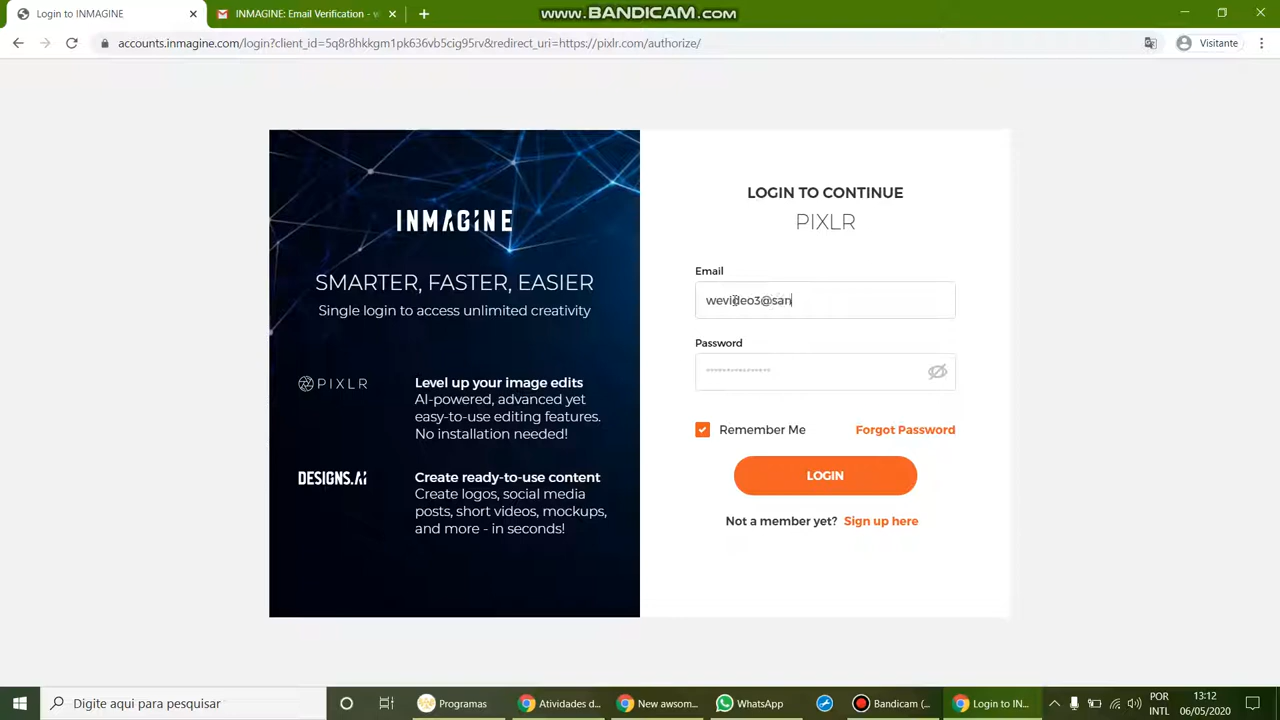 Login to INMAGINE
INMAGINE: Email Verification -
www.BANDICAM.com
accounts.inmagine.com/login?client_id=5q8r8hkkgm1pk636vb5cig95rv8&redirect_uri=https://pixlr.com/authorize/
Visitante
INMAGINE
SMARTER, FASTER, EASIER
Single login to access unlimited creativity
PIXLR
Level up your image edits
AI-powered, advanced yet
easy-to-use editing features.
No installation needed!
DESIGNS.AI
Create ready-to-use content
Create logos, social media
posts, short videos, mockups,
and more - in seconds!
LOGIN TO CONTINUE
PIXLR
Email
wevideo3@san
Password
Remember Me
Forgot Password
LOGIN
Not a member yet? Sign up here
Digite aqui para pesquisar
Programas
Atividades d...
New awsom...
WhatsApp
Bandicam (...
Login to IN...
POR
INTL
13:12
06/05/2020